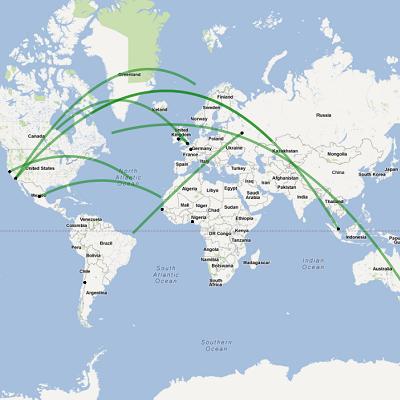 Greenland
Finland
Iceland
Sweden
Russia
Norway
Canada
United
Kingdom
Germany
Ukraine
Kazakhstan
France
Mongolia
Italy
Spain
Turkey
United States
South Korea
Japan
China
North
Atlantic
Ocean
Iraq
Iran
Afghanistan
Pakistan
Algeria
Libya
Egypt
Saudi
Arabia
India
Mexico
Mali
Niger
Chad
Sudan
Thailand
Nigeria
Ethiopia
Venezuela
Colombia
Kenya
DR Congo
Tanzania
Indonesia
Papua
Peru
Brazil
Angola
Bolivia
Namibia
Botswana
Madagascar
South
Atlantic
Ocean
Indian
Ocean
Chile
Australia
South
Africa
Argentina
Southern
Ocean